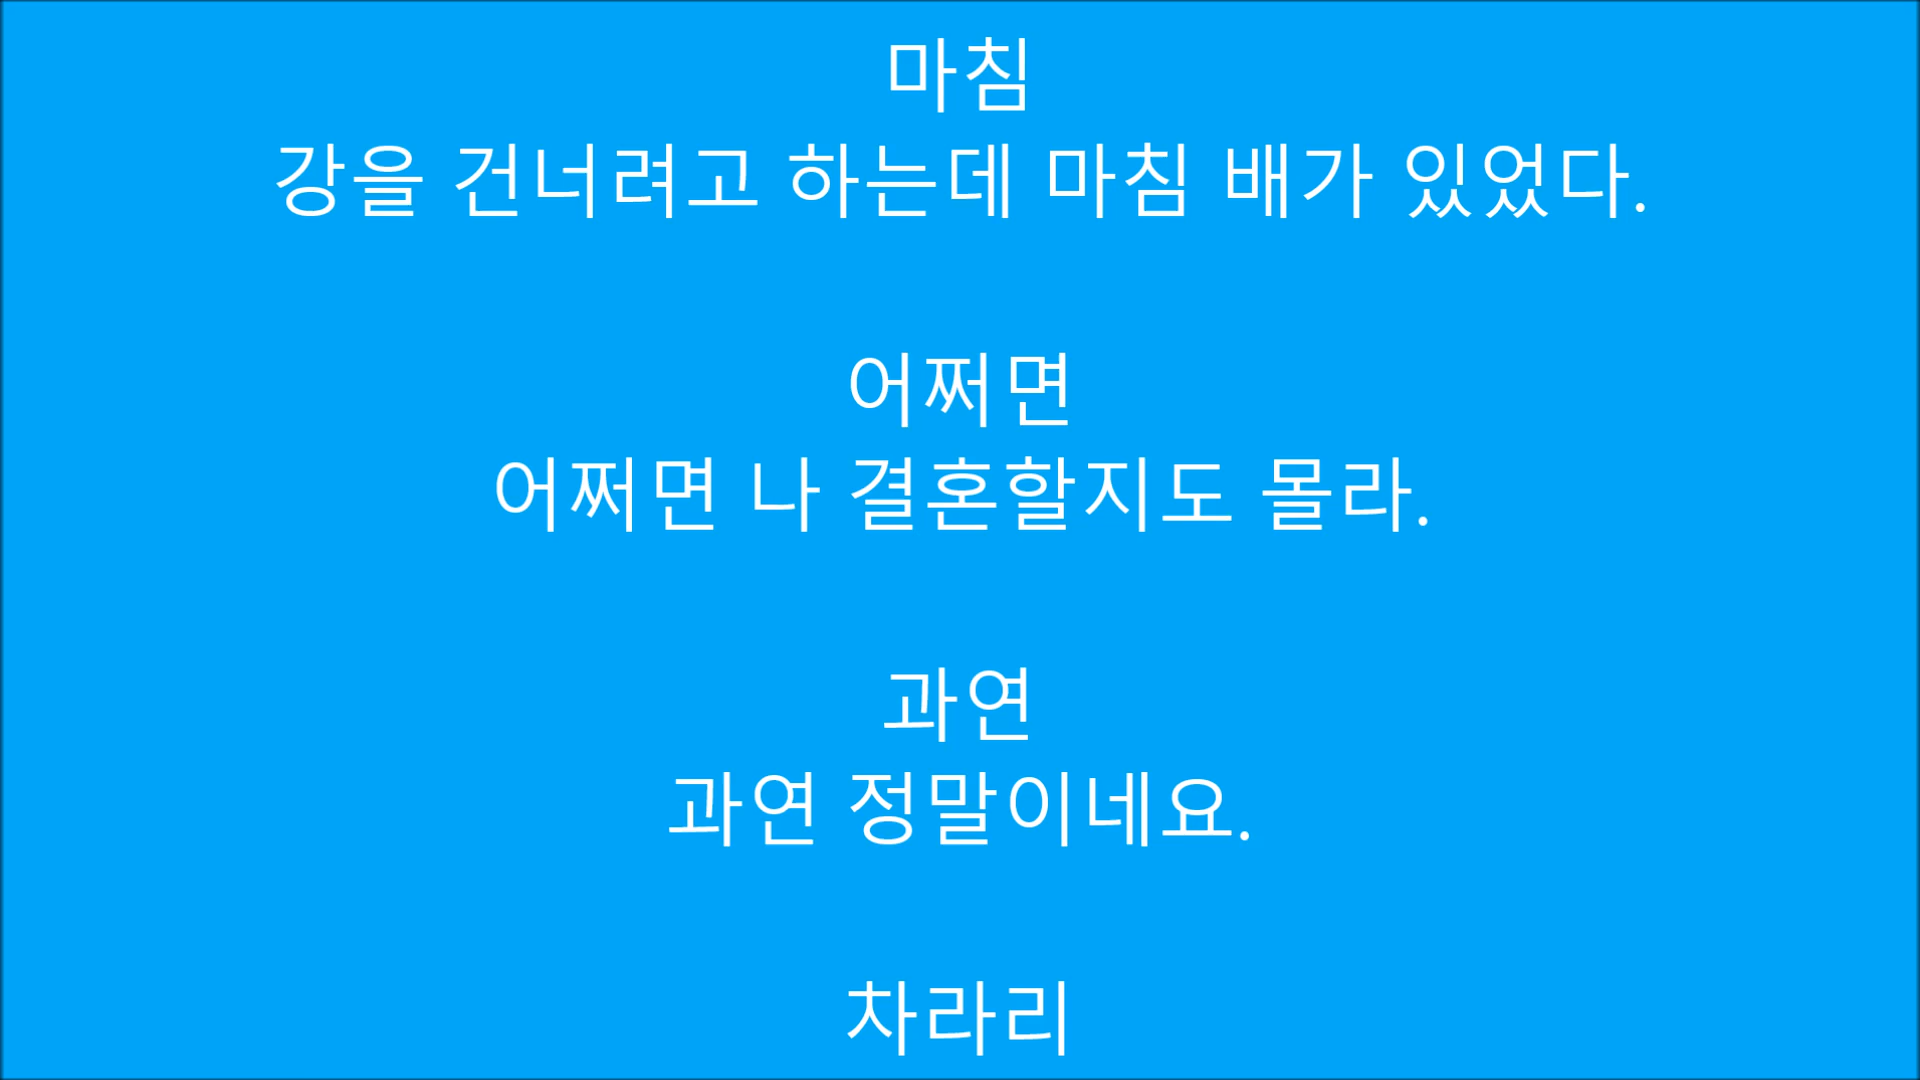 마침
강을 건너려고 하는데 마침 배가 있었다.
어쩌면
어쩌면 나 결혼할지도 몰라.
과연
과연 정말이네요.
차라리